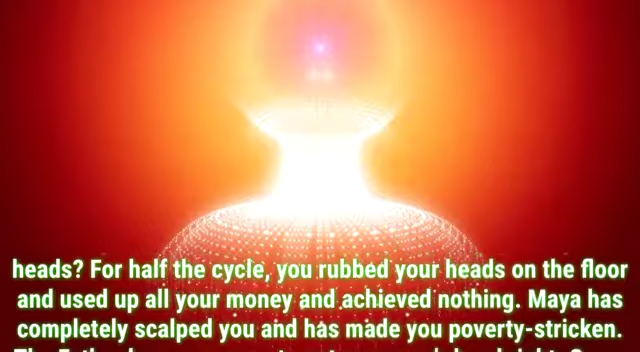 heads? For half the cycle, you rubbed your heads on the floor
and used up all your money and achieved nothing. Maya has
completely scalped you and has made you poverty-stricken.